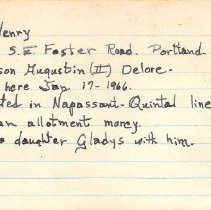 Henry
S.E. Foster Road. Portland
son Augustin (II) Delore.
here Jan 17-1966.
ted in Napassant-Quintal line
an allotment money.
daughter Gladys with him.